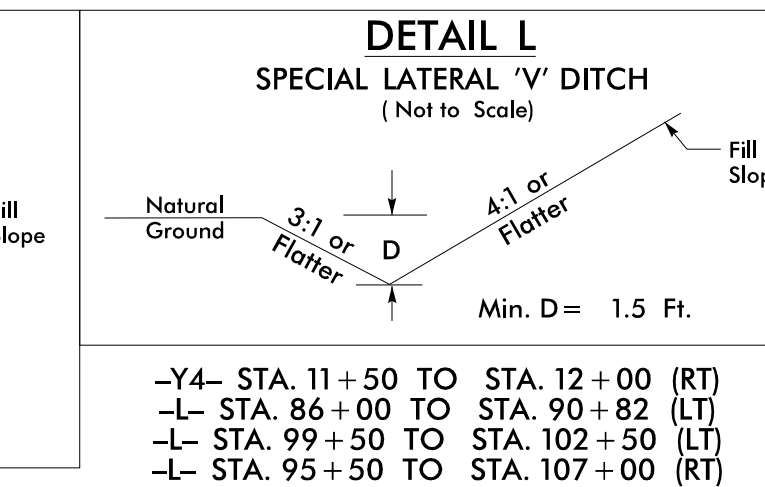 DETAIL L
SPECIAL LATERAL 'V' DITCH
( Not to Scale)
Fill
Natural
Ground
3:1 or
Flatter
D
4:1 or
Flatter
Min. D = 1.5 Ft.
-Y4- STA. 11+50 TO STA. 12+00 (RT)
-L- STA. 86+00 TO STA. 90+82 (LT)
-L- STA. 99+50 TO STA. 102+50 (LT)
-L- STA. 95+50 TO STA. 107+00 (RT)